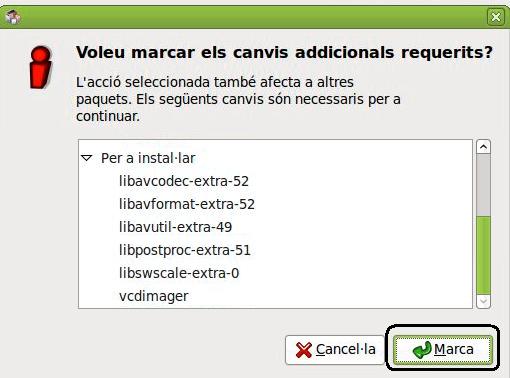 Voleu marcar els canvis addicionals requerits?
L'acció seleccionada també afecta a altres
paquets. Els següents canvis són necessaris per a
continuar.
Per a instal·lar
libavcodec-extra-52
libavformat-extra-52
libavutil-extra-49
libpostproc-extra-51
libswscale-extra-0
vcdimager
Cancel·la
Marca